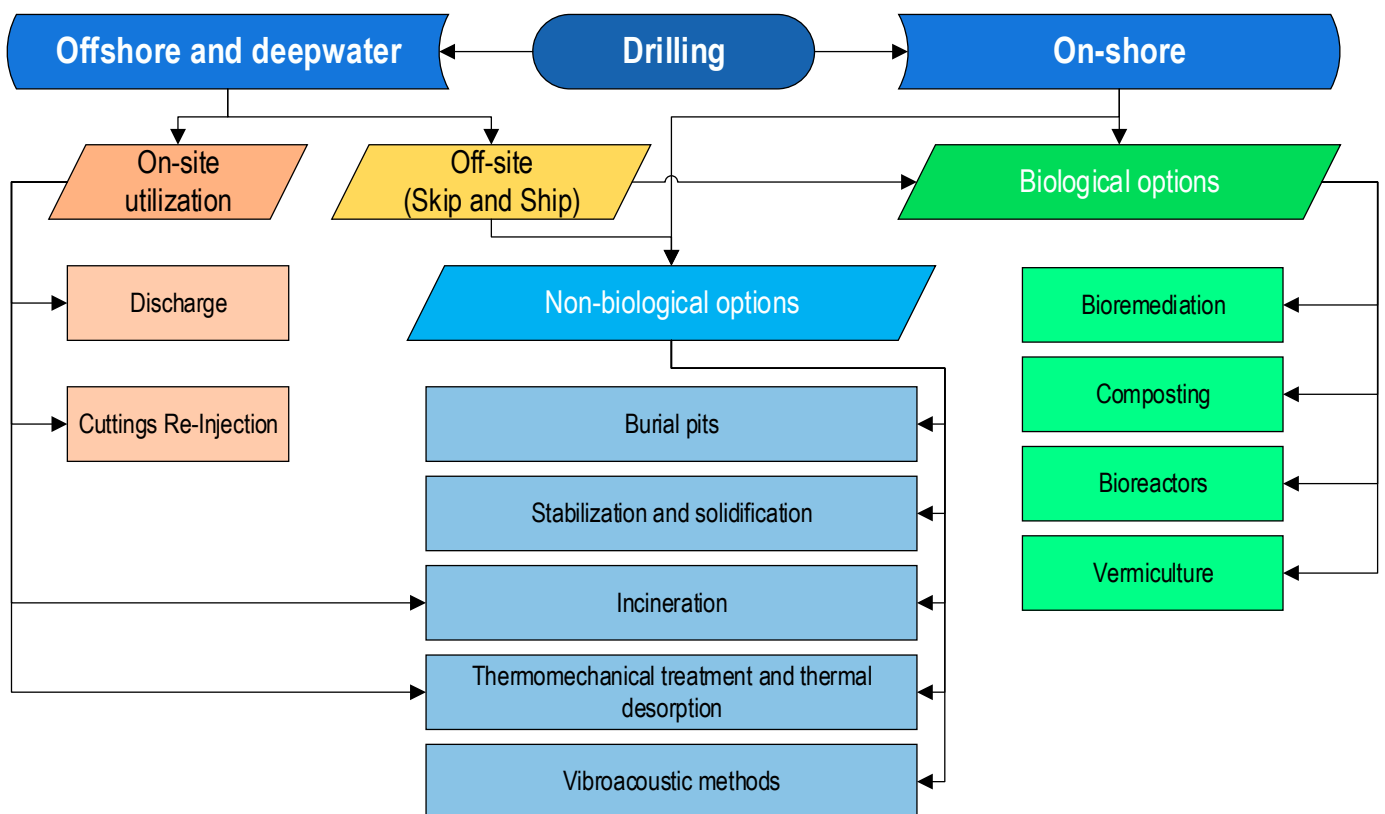 Offshore and deepwater
Drilling
On-shore
On-site
utilization
Off-site
(Skip and Ship)
Biological options
Discharge
Non-biological options
Bioremediation
Cuttings Re-Injection
Burial pits
Composting
Stabilization and solidification
Bioreactors
Incineration
Vermiculture
Thermomechanical treatment and thermal
desorption
Vibroacoustic methods